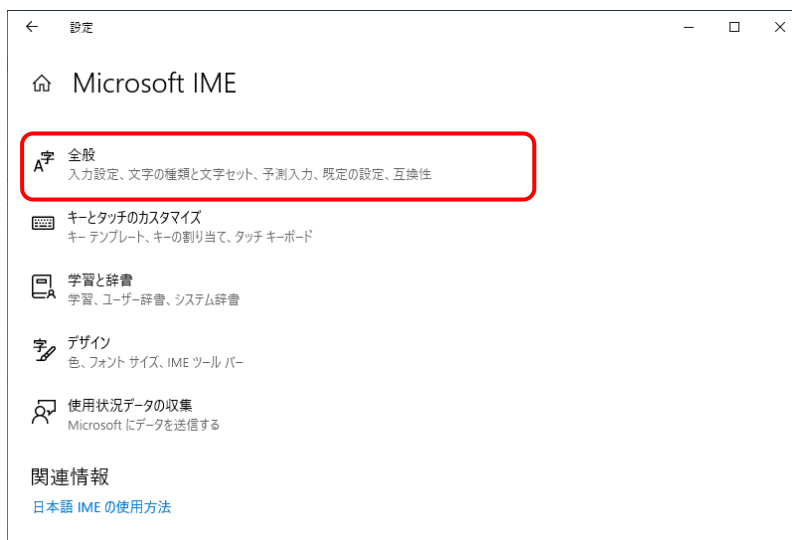 設定
Microsoft IME
全般
入力設定、文字の種類と文字セット、予測入力、既定の設定、互換性
キーとタッチのカスタマイズ
キー テンプレート、キーの割り当て、タッチ キーボード
学習と辞書
学習、ユーザー辞書、システム辞書
デザイン
色、フォント サイズ、IME ツール バー
使用状況データの収集
Microsoft にデータを送信する
関連情報
日本語 IME の使用方法